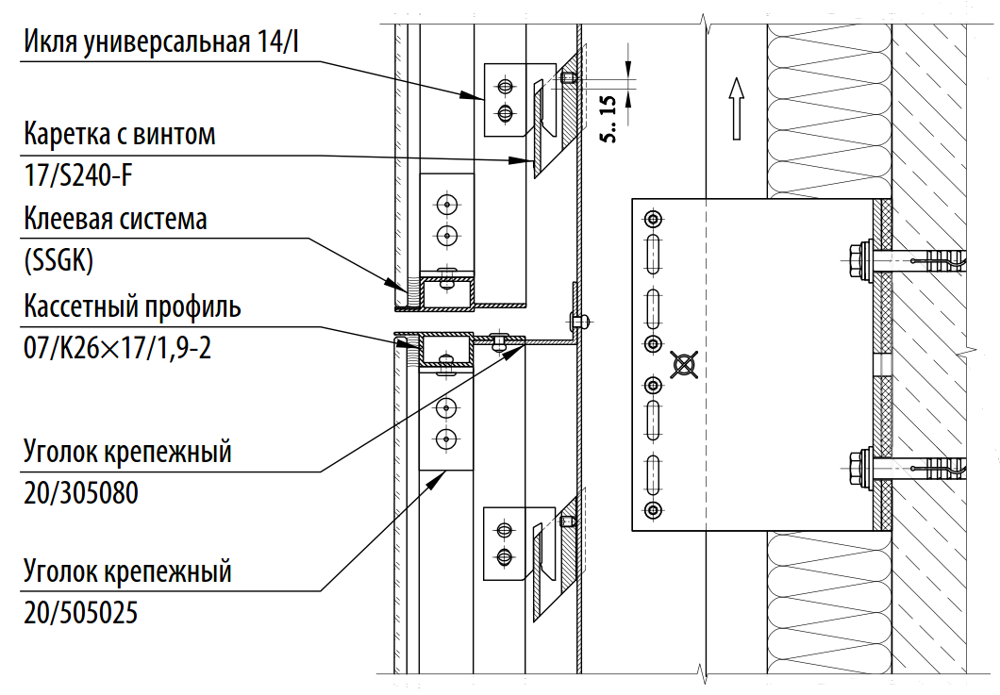 Икля универсальная 14/I
Каретка с винтом
17/S240-F
Клеевая система
(SSGK)
Кассетный профиль
07/К26×17/1,9-2
Уголок крепежный
20/305080
Уголок крепежный
20/505025
5.. 15